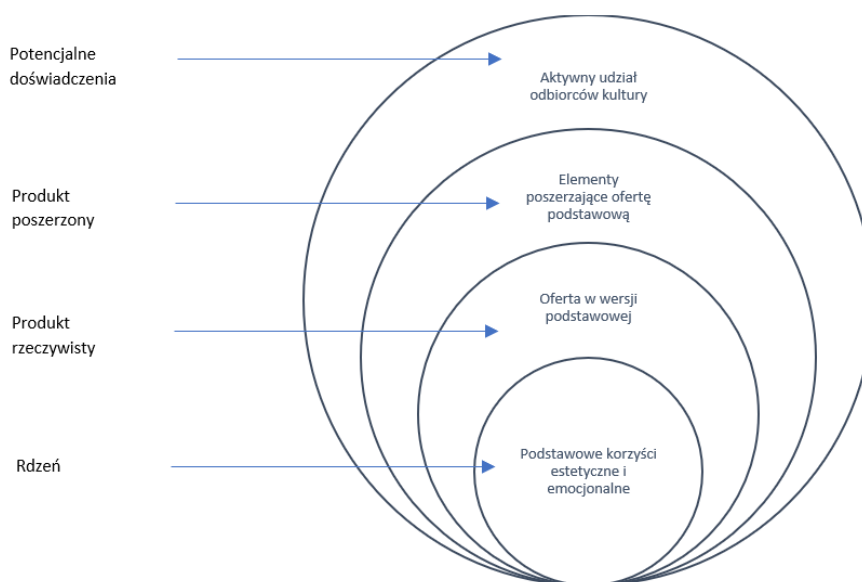 Potencjalne
doświadczenia
Aktywny udział
odbiorców kultury
Produkt
poszerzony
Elementy
poszerzające ofertę
podstawową
Produkt
rzeczywisty
Oferta w wersji
podstawowej
Rdzeń
Podstawowe korzyści
estetyczne i
emocjonalne